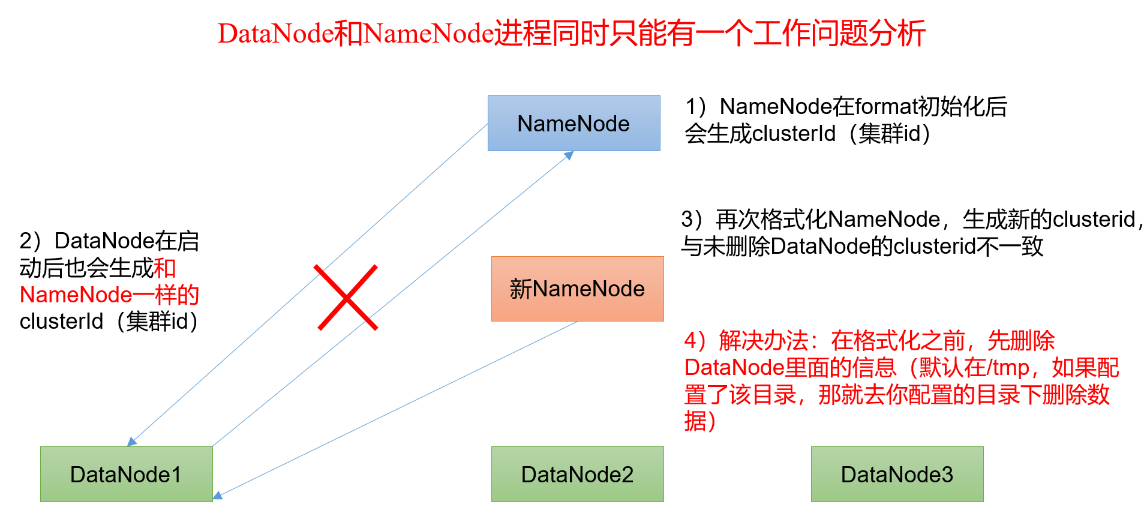 DataNode和NameNode进程同时只能有一个工作问题分析
NameNode
1）NameNode在format初始化后
会生成clusterId（集群id）
2）DataNode在启
动后也会生成和
NameNode一样的
clusterId（集群id）
3）再次格式化NameNode，生成新的clusterid，
与未删除DataNode的clusterid不一致
新NameNode
4）解决办法：在格式化之前，先删除
DataNode里面的信息（默认在/tmp，如果配
置了该目录，那就去你配置的目录下删除数
据）
DataNode1
DataNode2
DataNode3